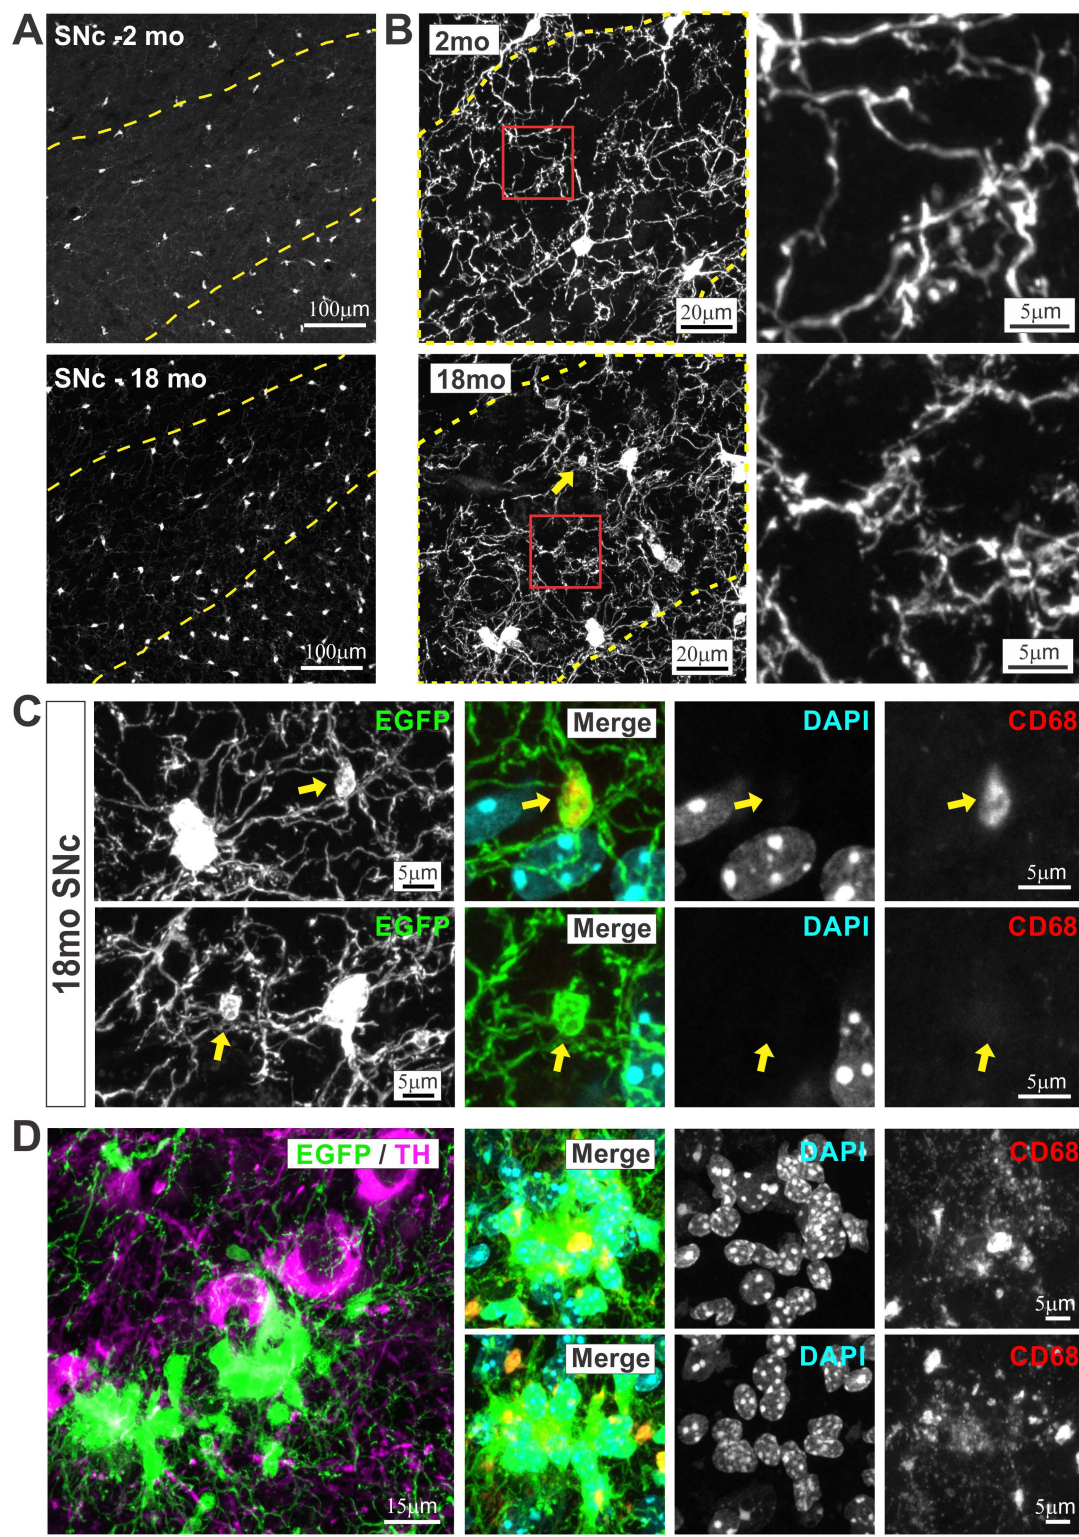 A
SNc -2 mo
100µm
SNc - 18 mo
100µm
B
2mo
20µm
5µm
18mo
20µm
5µm
C
18mo SNc
EGFP
5µm
Merge
DAPI
CD68
5µm
EGFP
5µm
Merge
DAPI
CD68
5µm
D
EGFP / TH
15µm
Merge
DAPI
CD68
5µm
Merge
DAPI
CD68
5µm